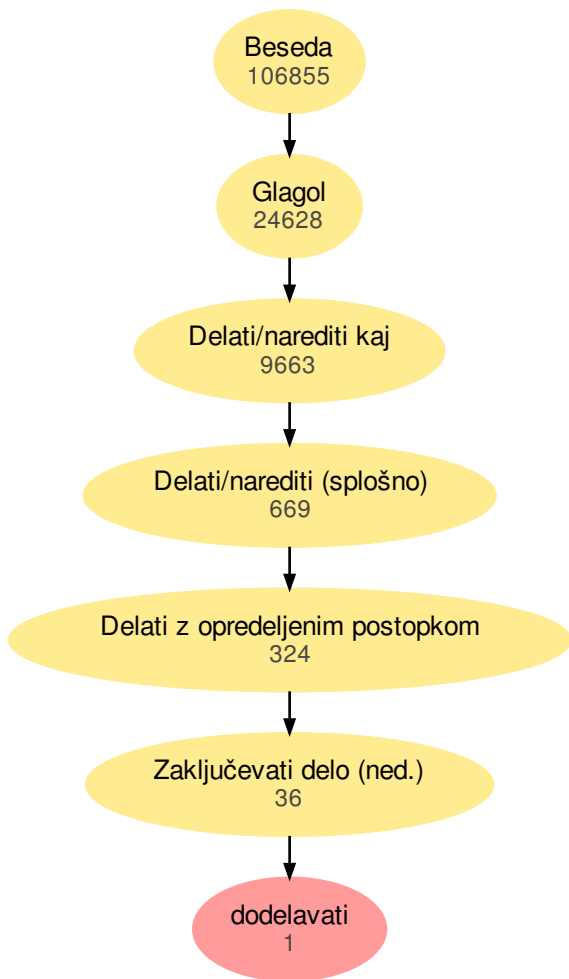 Beseda
106855
Glagol
24628
Delati/narediti kaj
9663
Delati/narediti (splošno)
669
Delati z opredeljenim postopkom
324
Zaključevati delo (ned.)
36
dodelavati
1